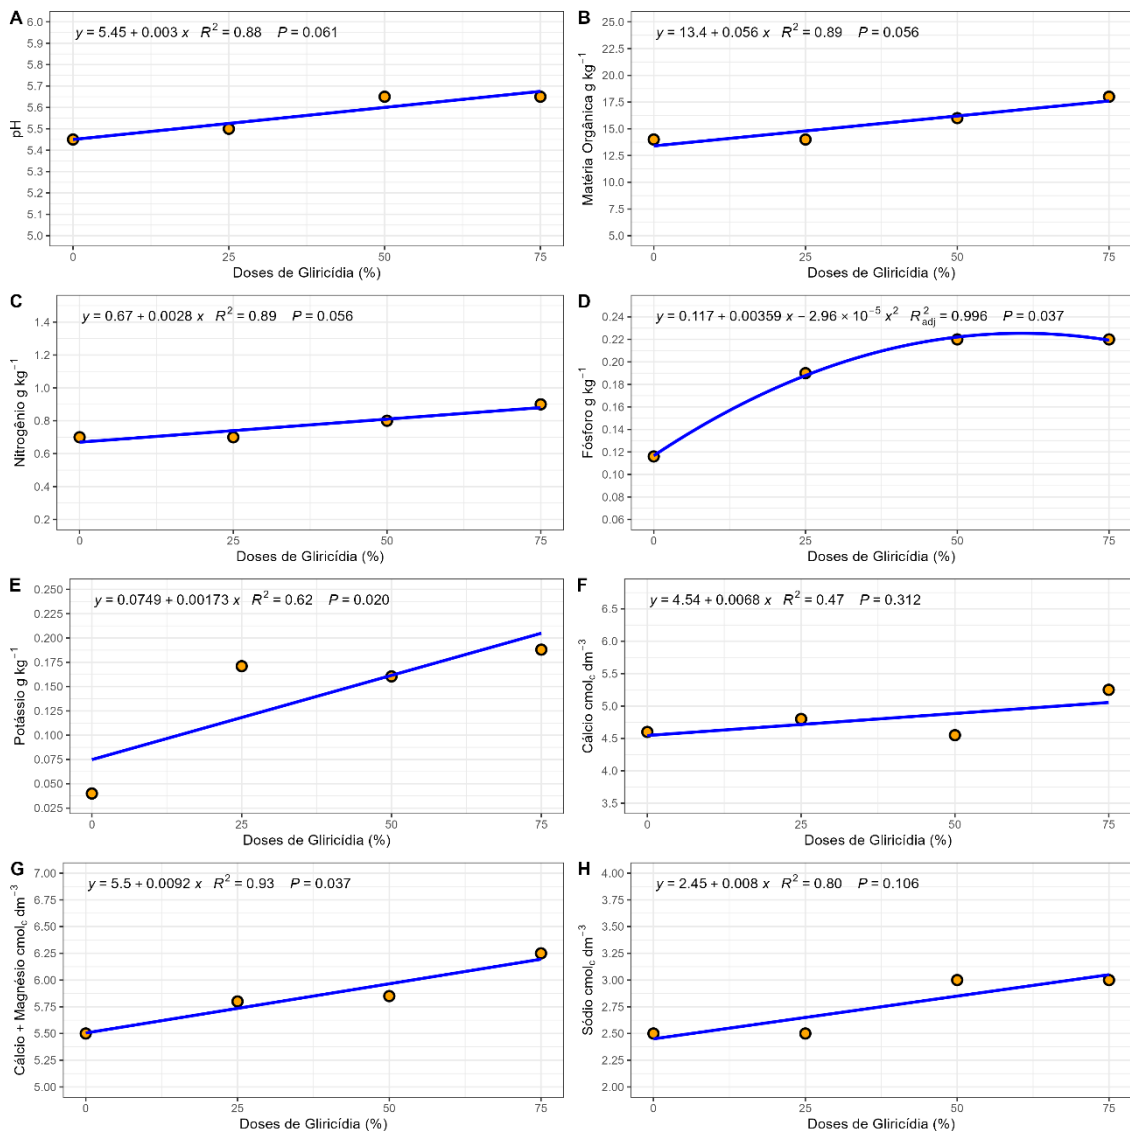 A
y = 5.45 + 0.003 x R² = 0.88 P = 0.061
6.0
5.9
5.8
5.7
5.6
5.5
5.4
5.3
5.2
5.1
5.0
pH
0 25 50 75
Doses de Gliricídia (%)
B
y = 13.4 + 0.056 x R² = 0.89 P = 0.056
25.0
22.5
20.0
17.5
15.0
12.5
10.0
7.5
5.0
Matéria Orgânica g kg⁻¹
0 25 50 75
Doses de Gliricídia (%)
C
y = 0.67 + 0.0028 x R² = 0.89 P = 0.056
1.4
1.2
1.0
0.8
0.6
0.4
0.2
Nitrogênio g kg⁻¹
0 25 50 75
Doses de Gliricídia (%)
D
y = 0.117 + 0.00359 x − 2.96 × 10⁻⁵ x² R²adj = 0.996 P = 0.037
0.24
0.22
0.20
0.18
0.16
0.14
0.12
0.10
0.08
0.06
Fósforo g kg⁻¹
0 25 50 75
Doses de Gliricídia (%)
E
y = 0.0749 + 0.00173 x R² = 0.62 P = 0.020
0.250
0.225
0.200
0.175
0.150
0.125
0.100
0.075
0.050
0.025
Potássio g kg⁻¹
0 25 50 75
Doses de Gliricídia (%)
F
y = 4.54 + 0.0068 x R² = 0.47 P = 0.312
6.5
6.0
5.5
5.0
4.5
4.0
3.5
Cálcio cmolc dm⁻³
0 25 50 75
Doses de Gliricídia (%)
G
y = 5.5 + 0.0092 x R² = 0.93 P = 0.037
7.00
6.75
6.50
6.25
6.00
5.75
5.50
5.25
5.00
Cálcio + Magnésio cmolc dm⁻³
0 25 50 75
Doses de Gliricídia (%)
H
y = 2.45 + 0.008 x R² = 0.80 P = 0.106
4.00
3.75
3.50
3.25
3.00
2.75
2.50
2.25
2.00
Sódio cmolc dm⁻³
0 25 50 75
Doses de Gliricídia (%)